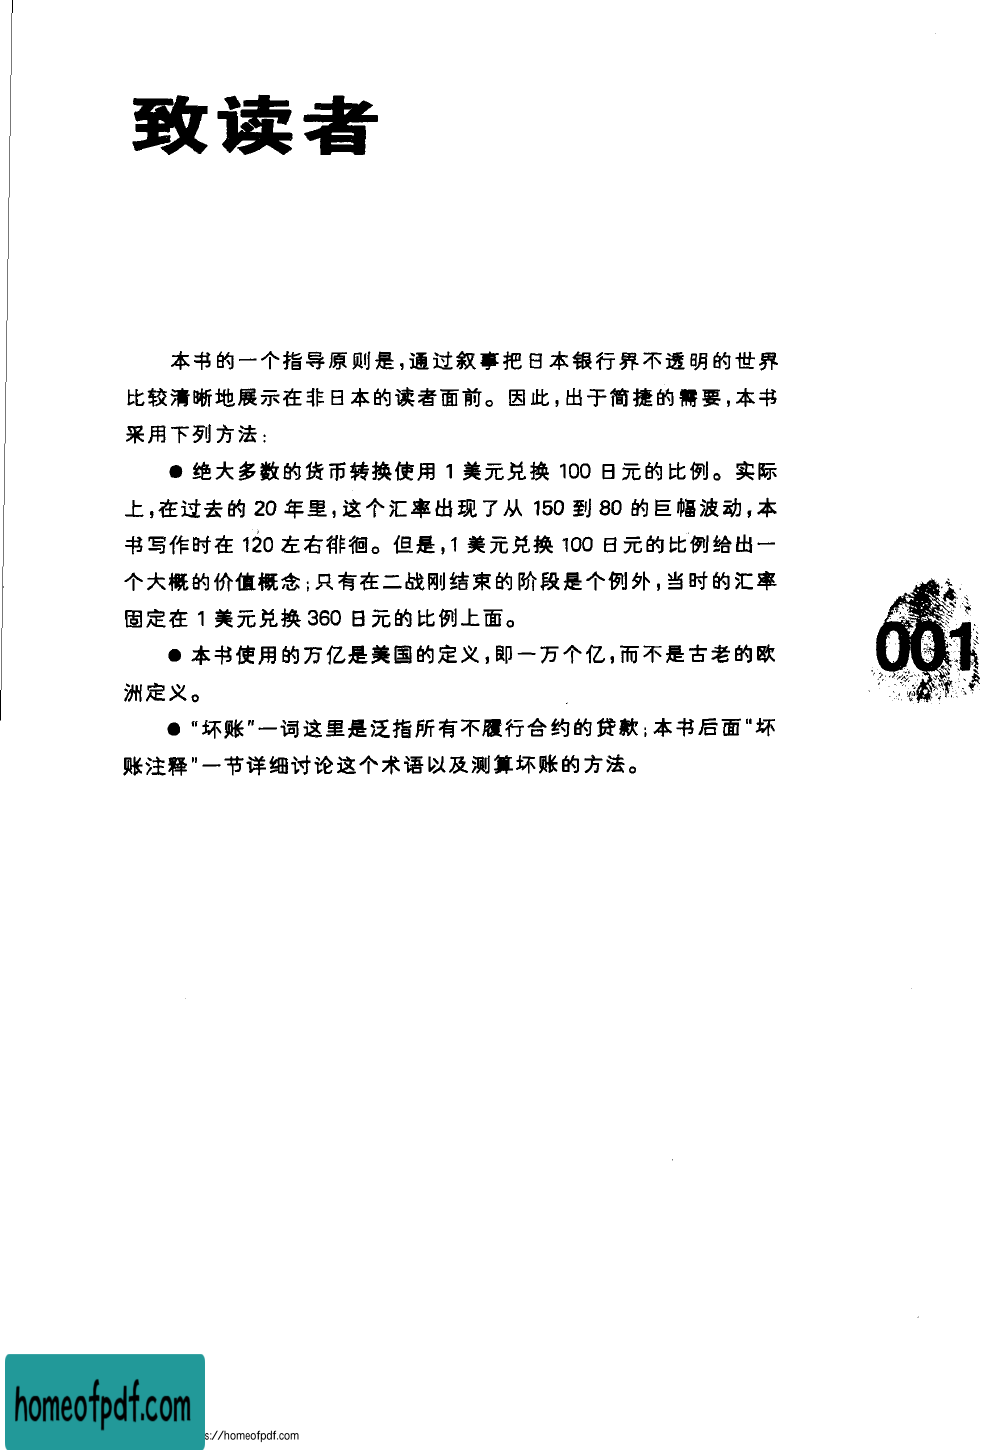 致读者
本书的一个指导原则是,通过叙事把日本银行界不透明的世界
比较清晰地展示在非日本的读者面前。因此,出于简捷的需要,本书
采用下列方法:
● 绝大多数的货币转换使用 1 美元兑换 100 日元的比例。实际
上,在过去的 20 年里,这个汇率出现了从 150 到 80 的巨幅波动,本
书写作时在 120 左右徘徊。但是,1 美元兑换 100 日元的比例给出一
个大概的价值概念;只有在二战刚结束的阶段是个例外,当时的汇率
固定在 1 美元兑换 360 日元的比例上面。
001
● 本书使用的万亿是美国的定义,即一万个亿,而不是古老的欧
洲定义。
● “坏账”一词这里是泛指所有不履行合约的贷款;本书后面“坏
账注释”一节详细讨论这个术语以及测算坏账的方法。
homeofpdf.com
s://homeofpdf.com